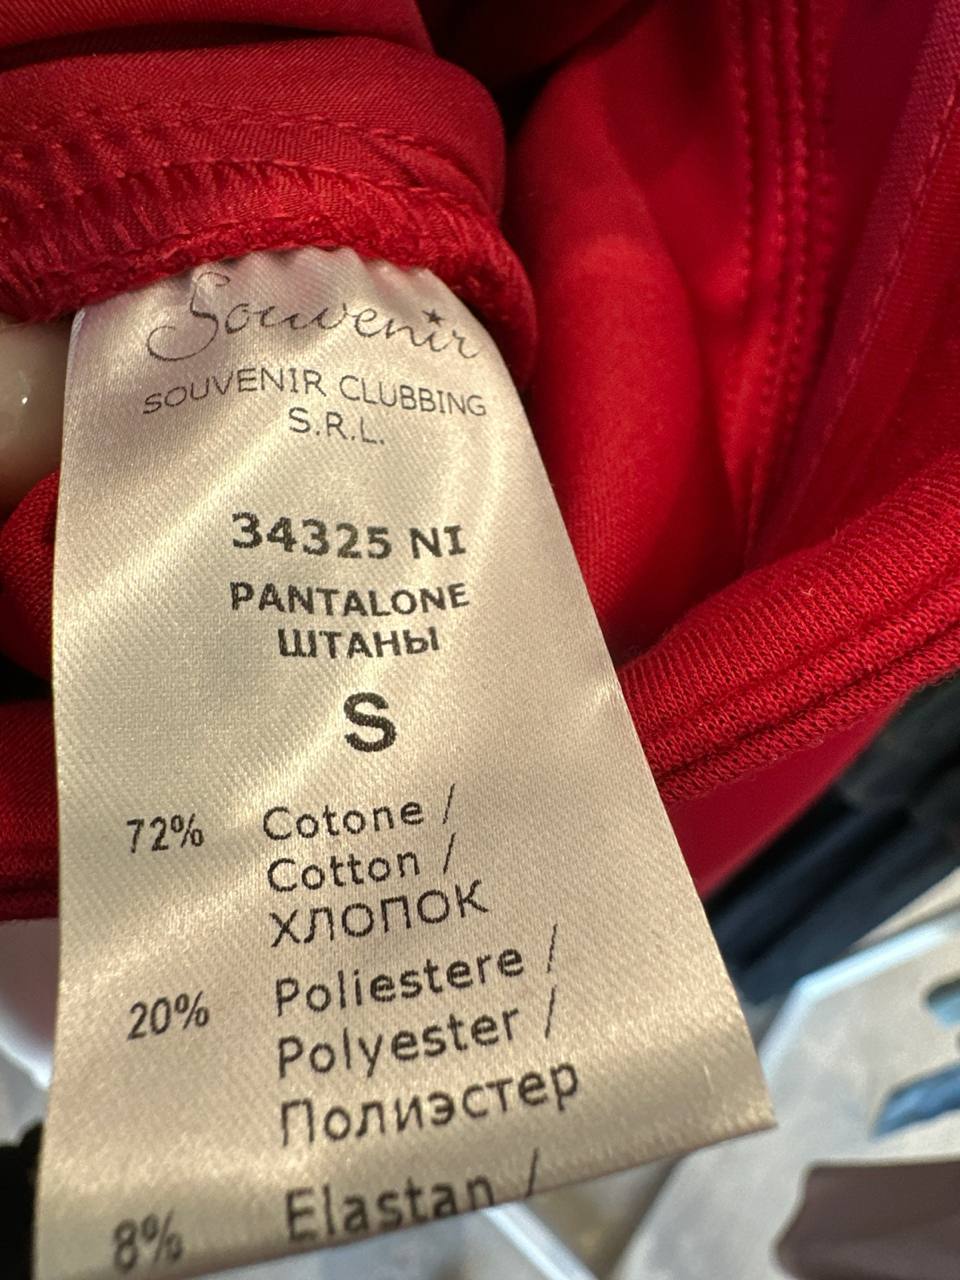 Souvenir
SOUVENIR CLUBBING
S.R.L.
34325 NI
PANTALONE
ШТАНЫ
S
72% Cotone /
Cotton /
ХЛОПОК
20% Poliestere /
Polyester /
Полиэстер
8% Elastan /